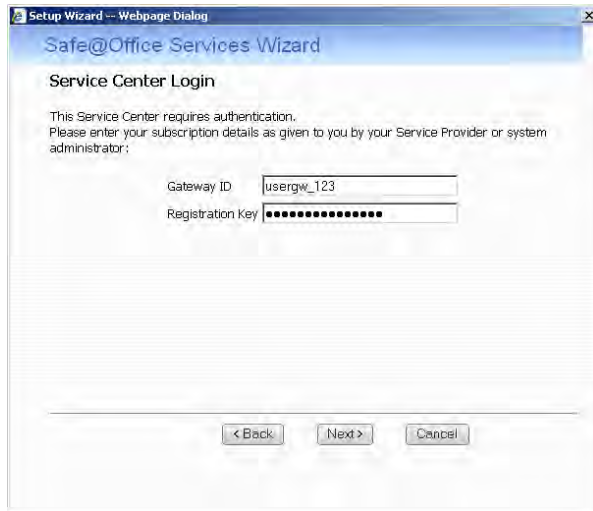 Setup Wizard -- Webpage Dialog
Safe@Office Services Wizard
Service Center Login
This Service Center requires authentication.
Please enter your subscription details as given to you by your Service Provider or system
administrator:
Gateway ID usergw_123
Registration Key ●●●●●●●●●●●●●●●
< Back Next > Cancel